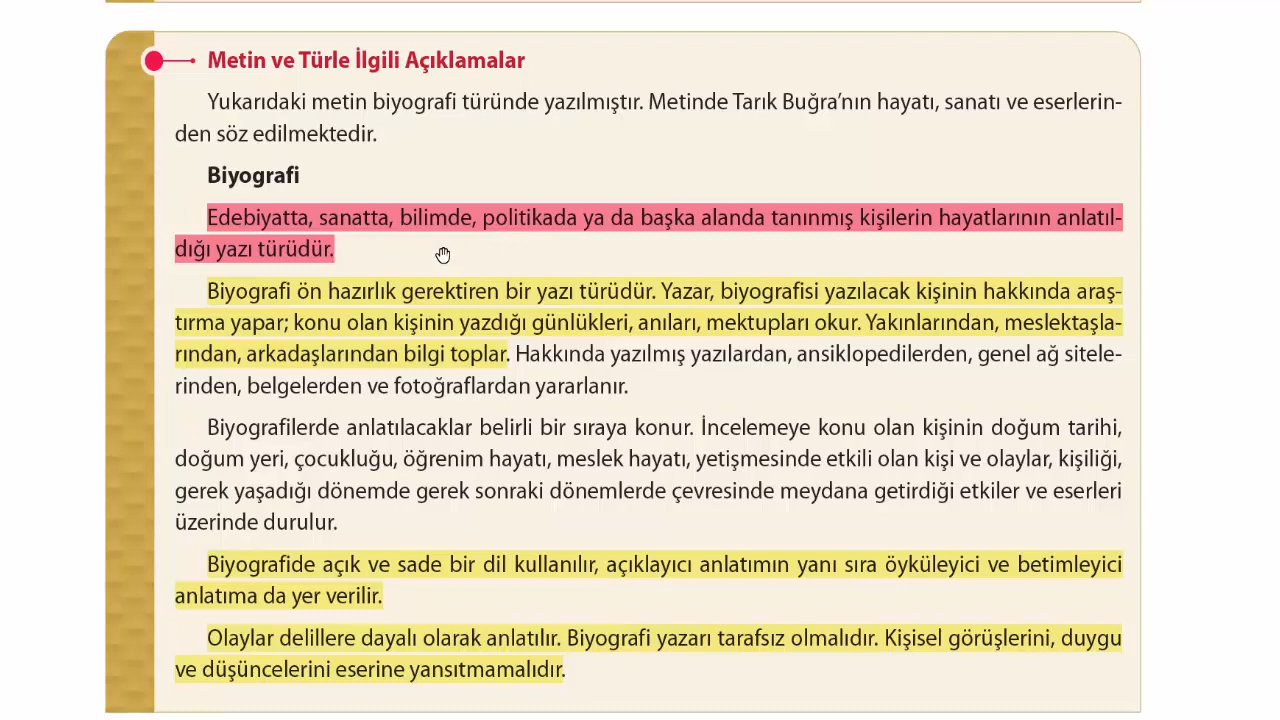 Metin ve Türle İlgili Açıklamalar
Yukarıdaki metin biyografi türünde yazılmıştır. Metinde Tarık Buğra’nın hayatı, sanatı ve eserlerin-
den söz edilmektedir.
Biyografi
Edebiyatta, sanatta, bilimde, politikada ya da başka alanda tanınmış kişilerin hayatlarının anlatıl-
dığı yazı türüdür.
Biyografi ön hazırlık gerektiren bir yazı türüdür. Yazar, biyografisi yazılacak kişinin hakkında araş-
tırma yapar; konu olan kişinin yazdığı günlükleri, anıları, mektupları okur. Yakınlarından, meslektaşla-
rından, arkadaşlarından bilgi toplar. Hakkında yazılmış yazılardan, ansiklopedilerden, genel ağ sitele-
rinden, belgelerden ve fotoğraflardan yararlanır.
Biyografilerde anlatılacaklar belirli bir sıraya konur. İncelemeye konu olan kişinin doğum tarihi,
doğum yeri, çocukluğu, öğrenim hayatı, meslek hayatı, yetişmesinde etkili olan kişi ve olaylar, kişiliği,
gerek yaşadığı dönemde gerek sonraki dönemlerde çevresinde meydana getirdiği etkiler ve eserleri
üzerinde durulur.
Biyografide açık ve sade bir dil kullanılır, açıklayıcı anlatımın yanı sıra öyküleyici ve betimleyici
anlatıma da yer verilir.
Olaylar delillere dayalı olarak anlatılır. Biyografi yazarı tarafsız olmalıdır. Kişisel görüşlerini, duygu
ve düşüncelerini eserine yansıtmamalıdır.